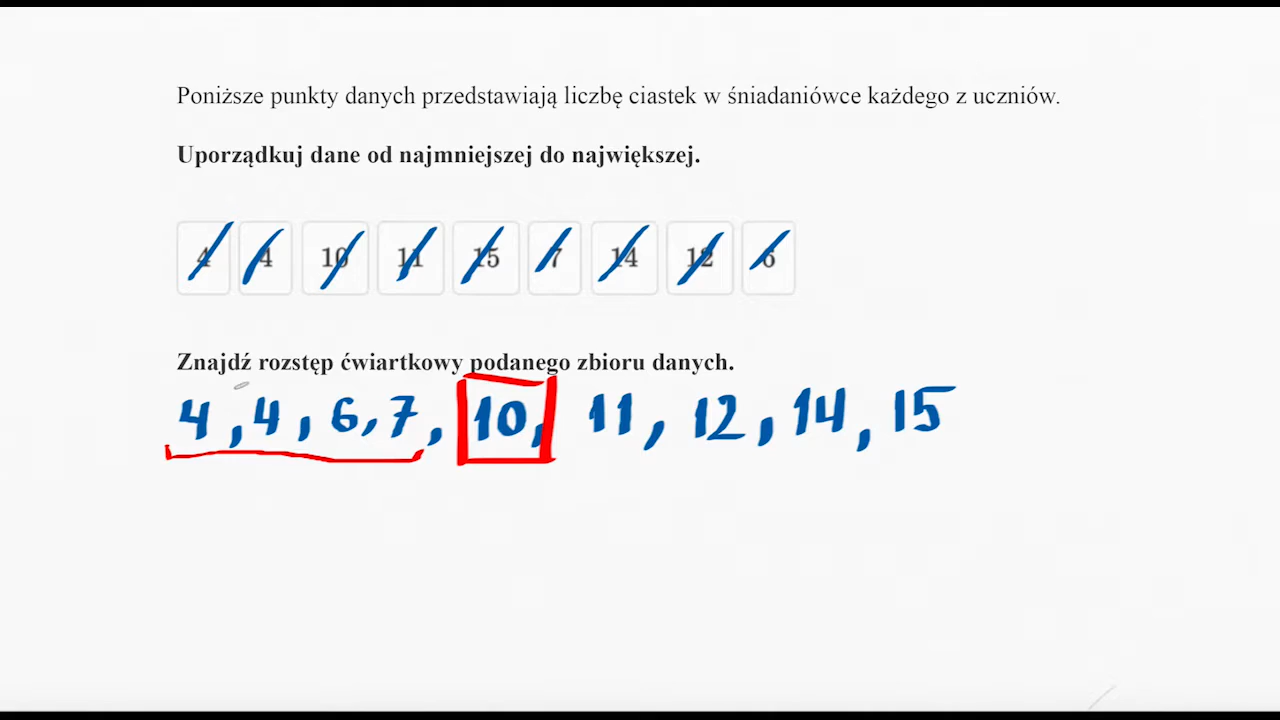 Poniższe punkty danych przedstawiają liczbę ciastek w śniadaniówce każdego z uczniów.
Uporządkuj dane od najmniejszej do największej.
4 4 10 11 15 7 14 12 6
Znajdź rozstęp ćwiartkowy podanego zbioru danych.
4, 4, 6, 7, 10, 11, 12, 14, 15